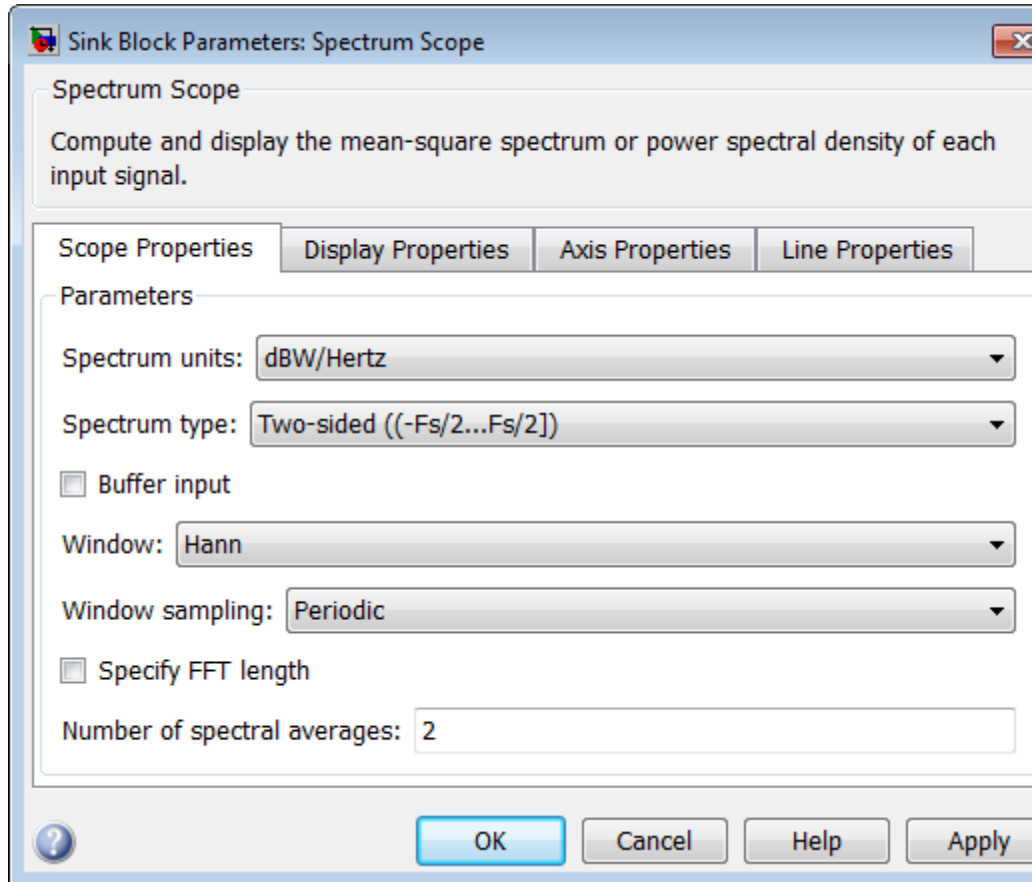 Sink Block Parameters: Spectrum Scope
Spectrum Scope
Compute and display the mean-square spectrum or power spectral density of each
input signal.
Scope Properties Display Properties Axis Properties Line Properties
Parameters
Spectrum units: dBW/Hertz
Spectrum type: Two-sided ((-Fs/2...Fs/2])
Buffer input
Window: Hann
Window sampling: Periodic
Specify FFT length
Number of spectral averages: 2
? OK Cancel Help Apply